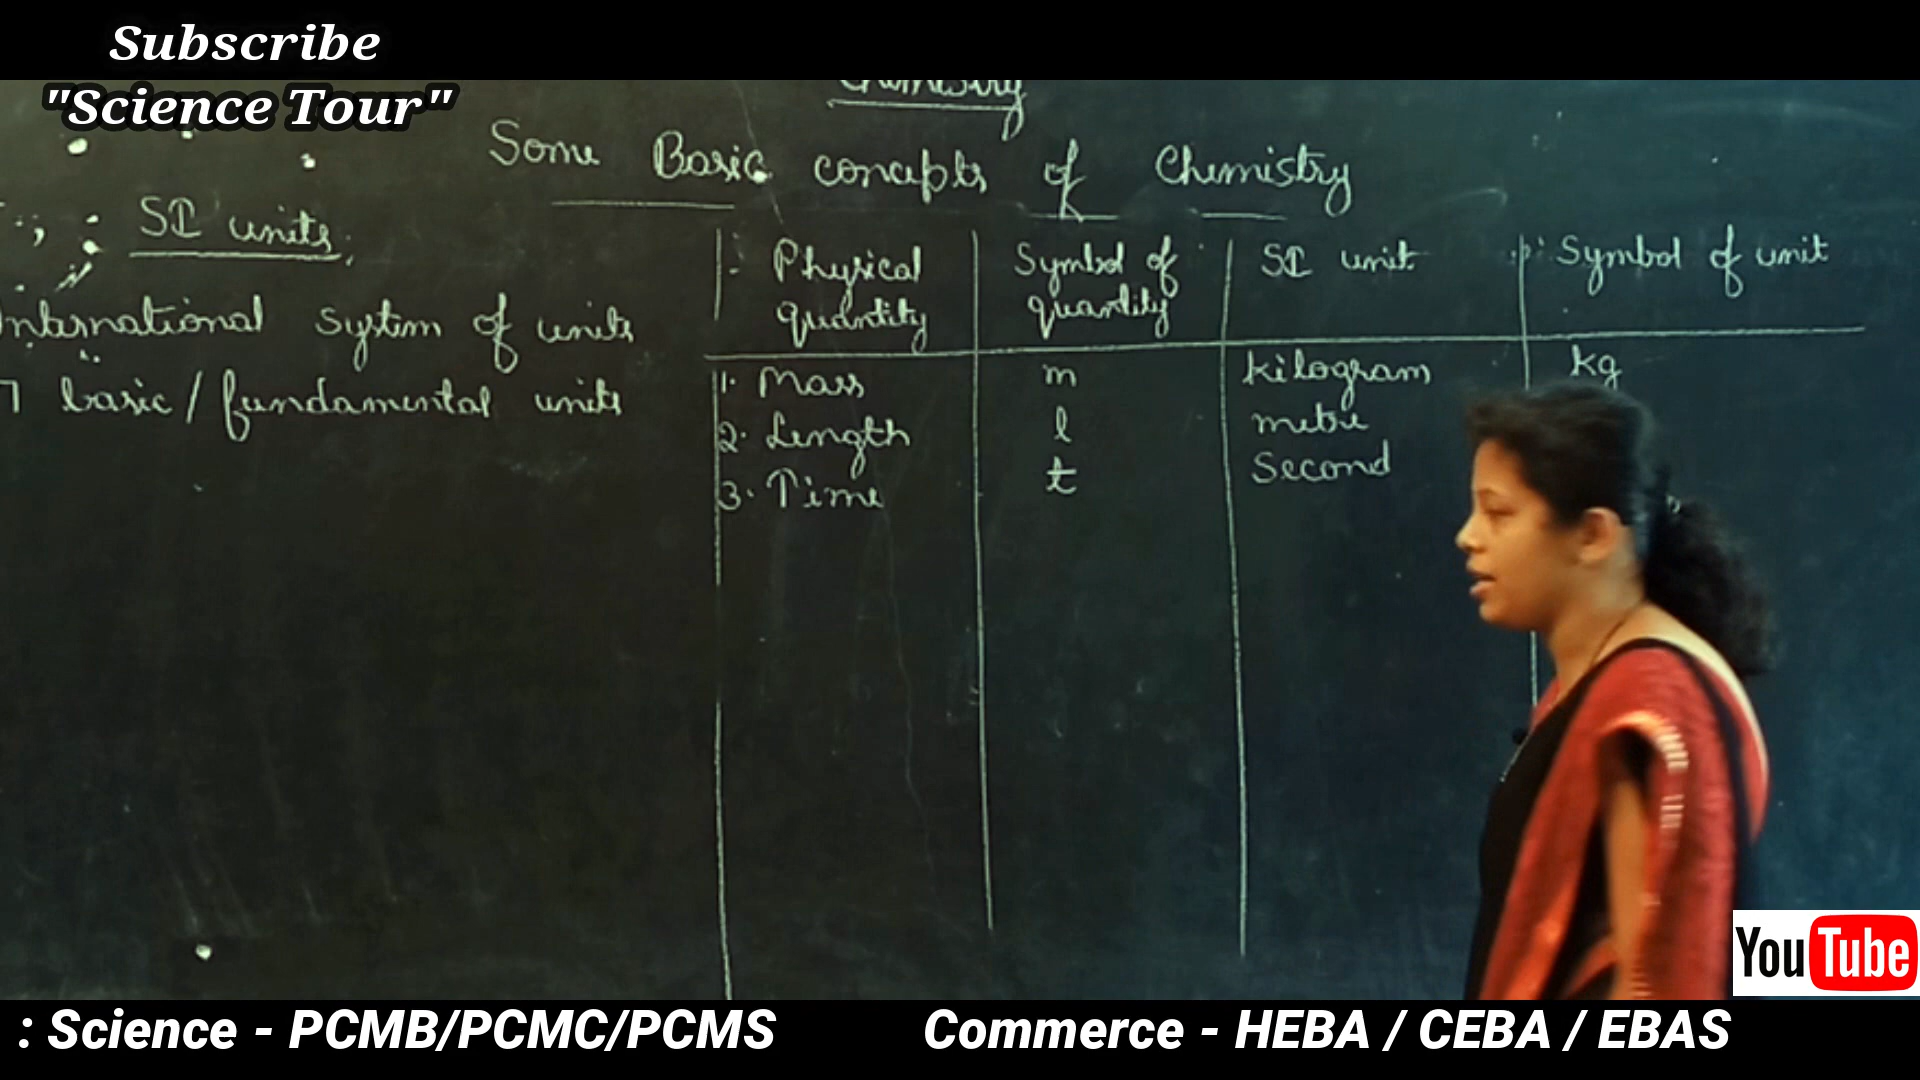 Subscribe
"Science Tour"
Chemistry
Some Basic concepts of Chemistry
SI units
International system of units
7 basic / fundamental units
Physical quantity | Symbol of quantity | SI unit | Symbol of unit
1. Mass m kilogram kg
2. Length l metre
3. Time t Second
YouTube
: Science - PCMB/PCMC/PCMS Commerce - HEBA / CEBA / EBAS